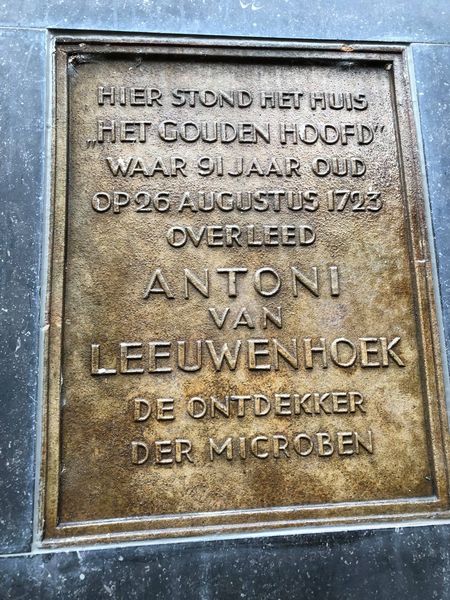 HIER STOND HET HUIS
„HET GOUDEN HOOFD"
WAAR 91 JAAR OUD
OP 26 AUGUSTUS 1723
OVERLEED
ANTONI
VAN
LEEUWENHOEK
DE ONTDEKKER
DER MICROBEN